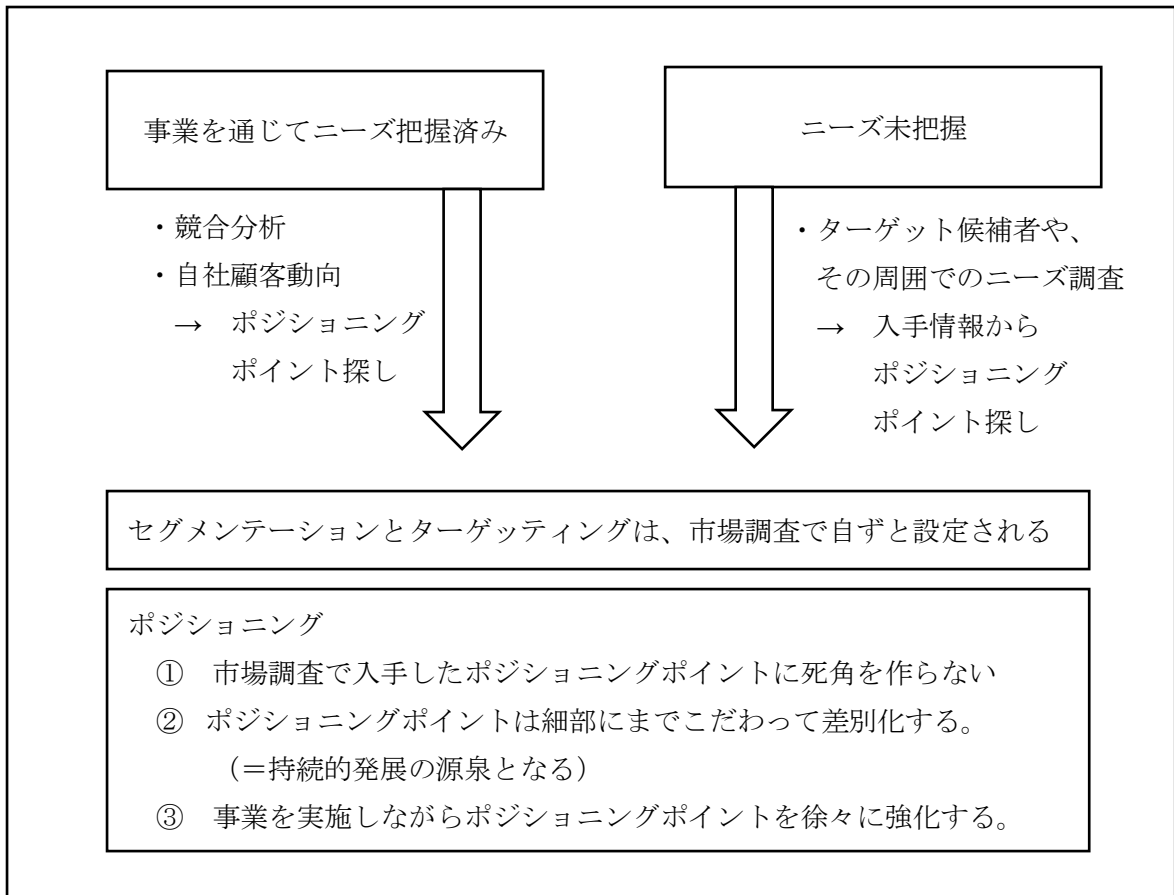 事業を通じてニーズ把握済み
ニーズ未把握
・競合分析
・自社顧客動向
→ ポジショニング
ポイント探し
・ターゲット候補者や、
その周囲でのニーズ調査
→ 入手情報から
ポジショニング
ポイント探し
セグメンテーションとターゲッティングは、市場調査で自ずと設定される
ポジショニング
① 市場調査で入手したポジショニングポイントに死角を作らない
② ポジショニングポイントは細部にまでこだわって差別化する。
（＝持続的発展の源泉となる）
③ 事業を実施しながらポジショニングポイントを徐々に強化する。